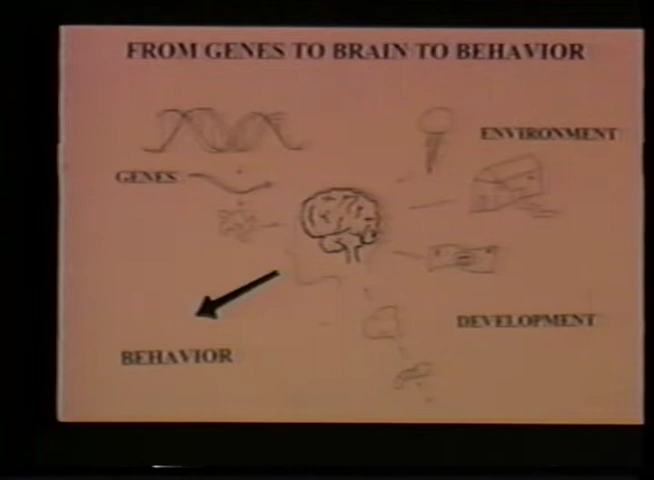 FROM GENES TO BRAIN TO BEHAVIOR
ENVIRONMENT
GENES
DEVELOPMENT
BEHAVIOR